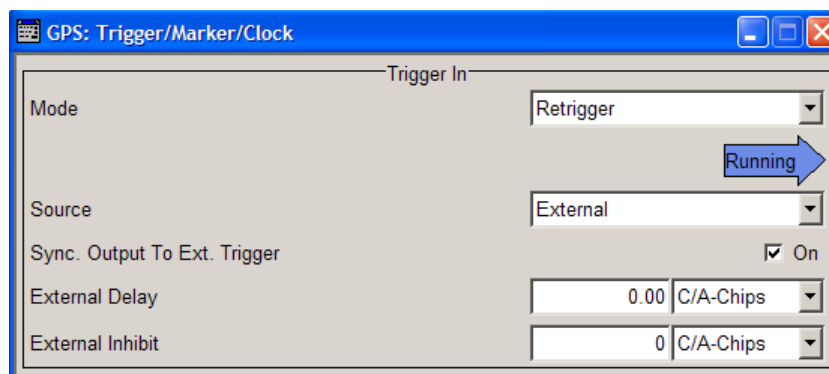 GPS: Trigger/Marker/Clock
Trigger In
Mode Retrigger
Running
Source External
Sync. Output To Ext. Trigger On
External Delay 0.00 C/A-Chips
External Inhibit 0 C/A-Chips